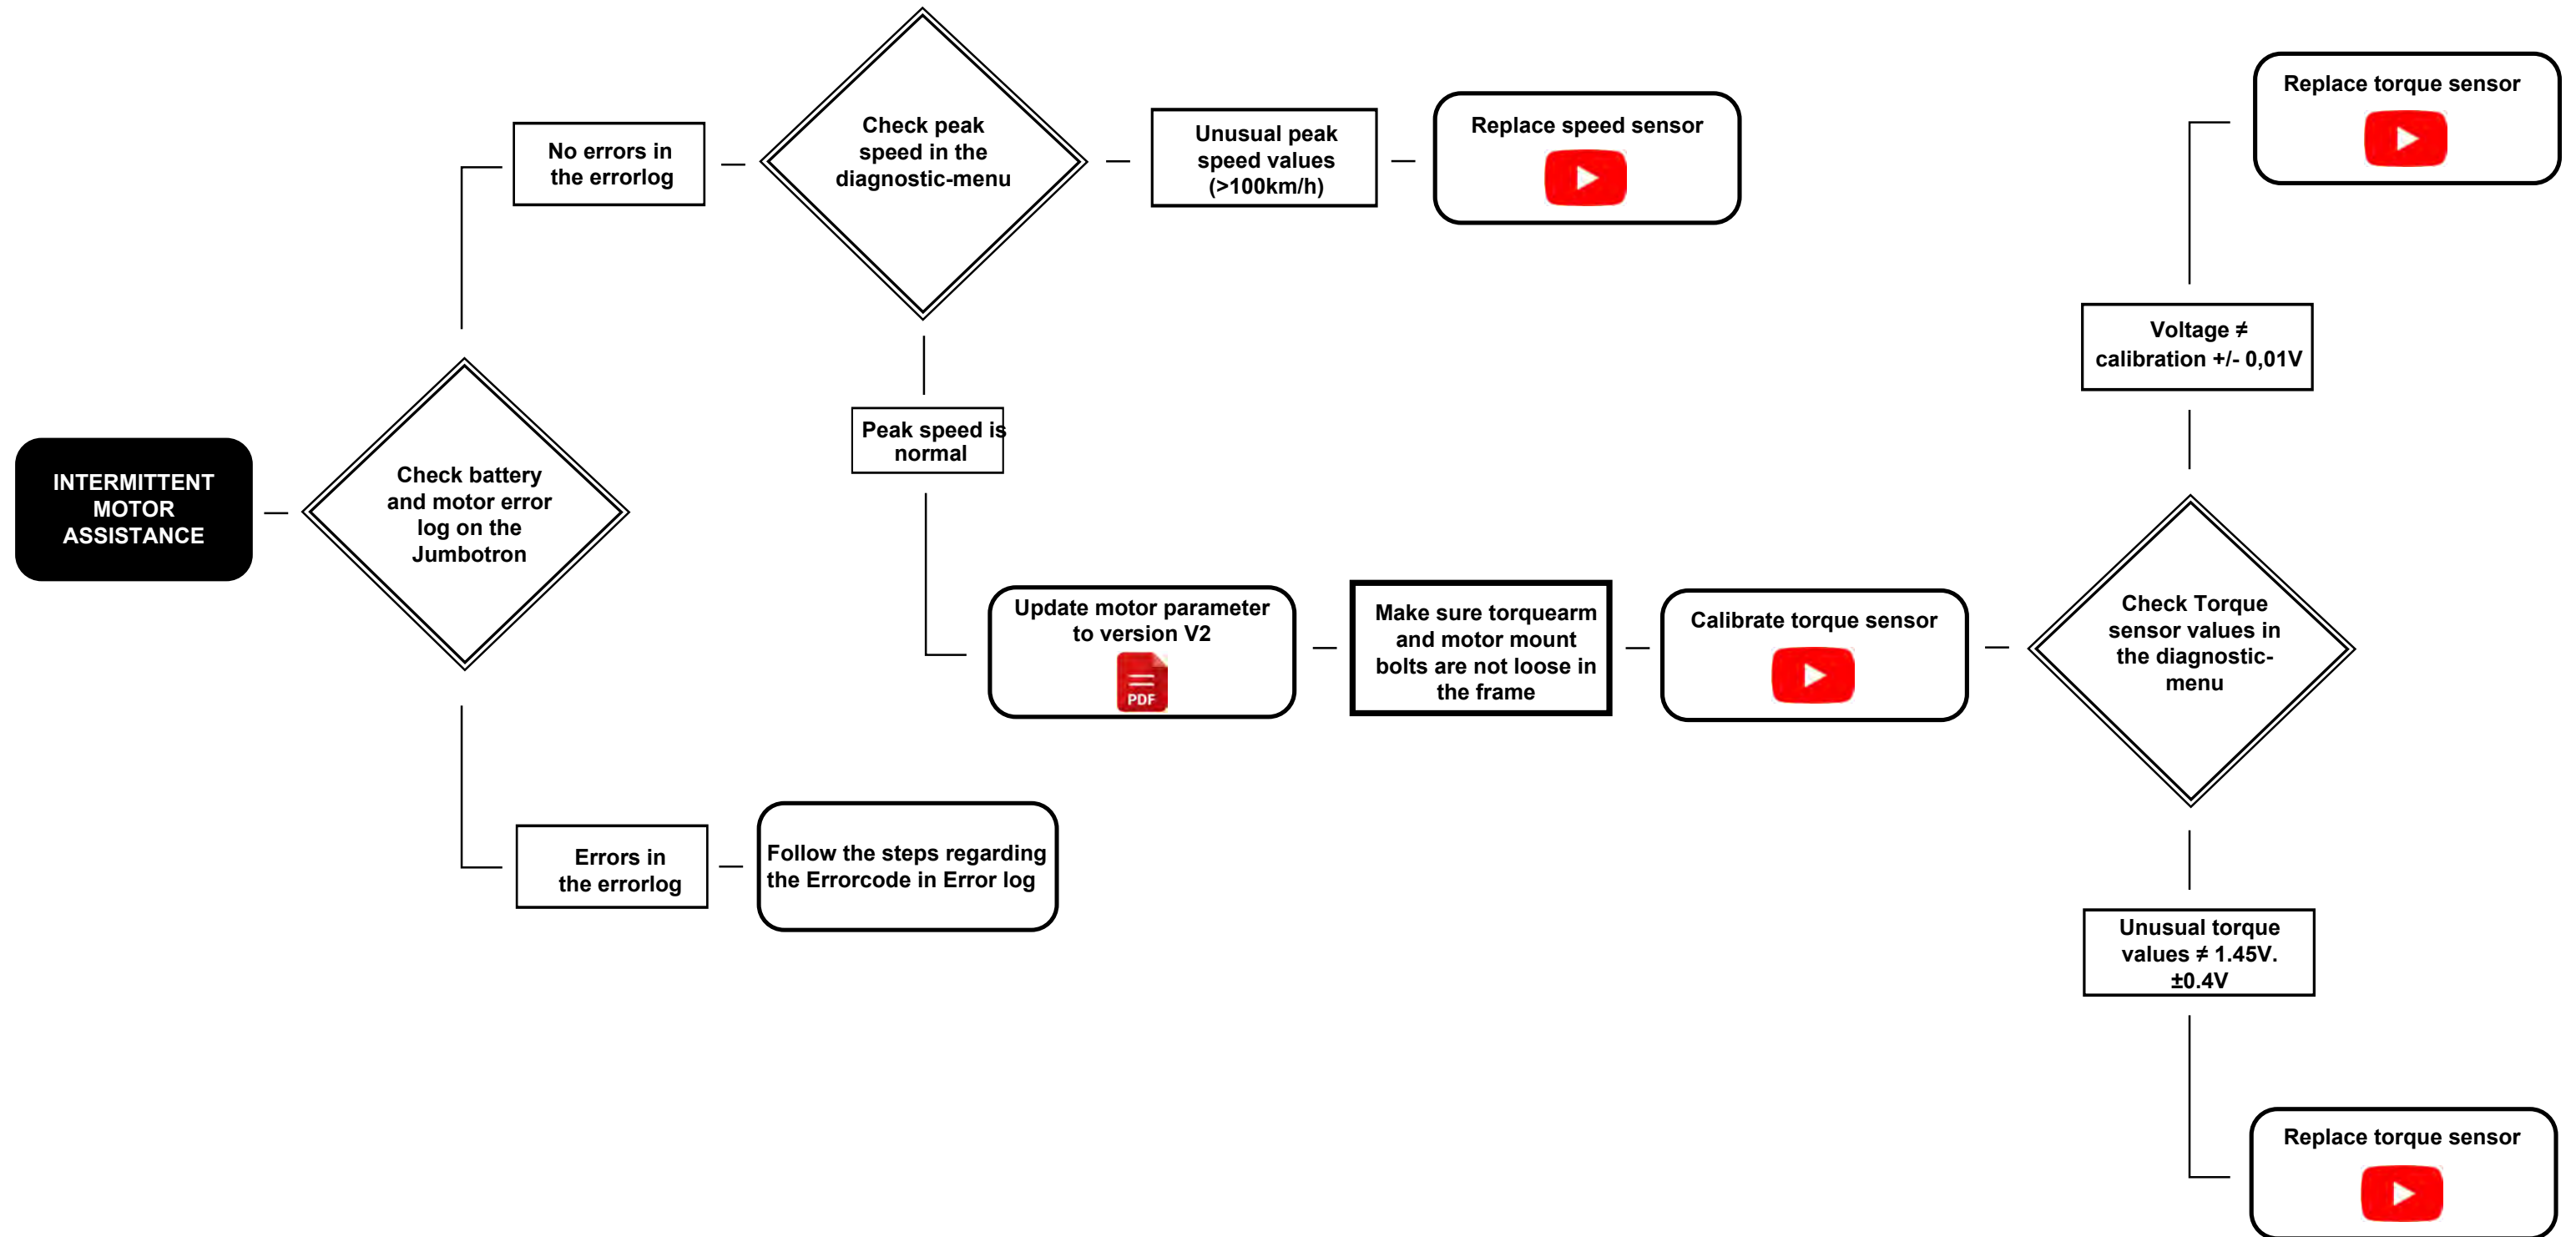 INTERMITTENT
MOTOR
ASSISTANCE
Check battery
and motor error
log on the
Jumbotron
No errors in
the errorlog
Check peak
speed in the
diagnostic-menu
Unusual peak
speed values
(>100km/h)
Replace speed sensor
Peak speed is
normal
Update motor parameter
to version V2
PDF
Make sure torquearm
and motor mount
bolts are not loose in
the frame
Calibrate torque sensor
Check Torque
sensor values in
the diagnostic-
menu
Voltage ≠
calibration +/- 0,01V
Replace torque sensor
Unusual torque
values ≠ 1.45V.
±0.4V
Replace torque sensor
Errors in
the errorlog
Follow the steps regarding
the Errorcode in Error log